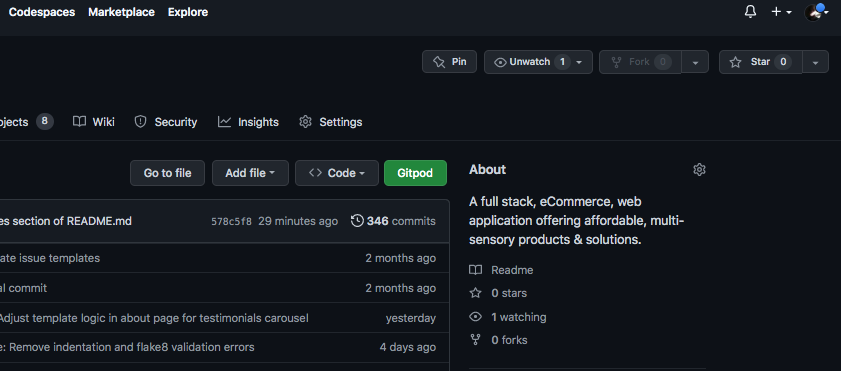 Codespaces Marketplace Explore
Pin Unwatch 1 Fork 0 Star 0
ojects 8 Wiki Security Insights Settings
Go to file Add file Code Gitpod
es section of README.md 578c5f8 29 minutes ago 346 commits
ate issue templates 2 months ago
al commit 2 months ago
Adjust template logic in about page for testimonials carousel yesterday
e: Remove indentation and flake8 validation errors 4 days ago
About
A full stack, eCommerce, web
application offering affordable, multi-
sensory products & solutions.
Readme
0 stars
1 watching
0 forks